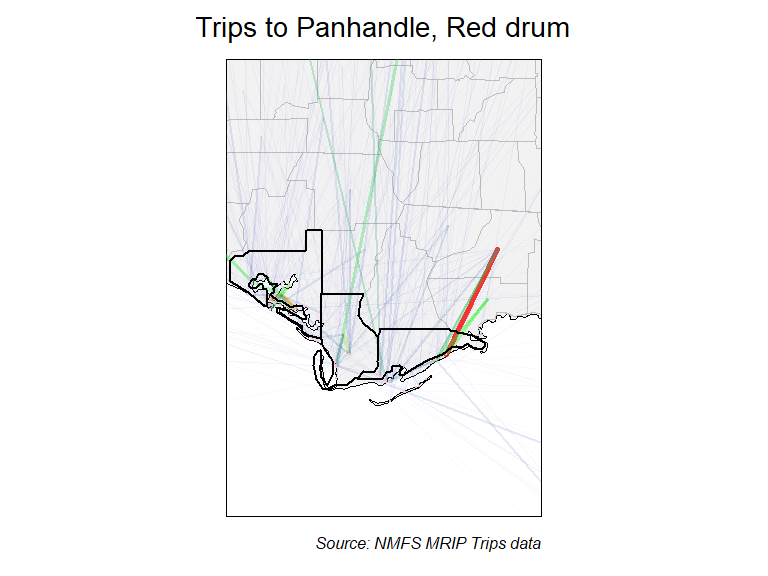 Trips to Panhandle, Red drum
Source: NMFS MRIP Trips data